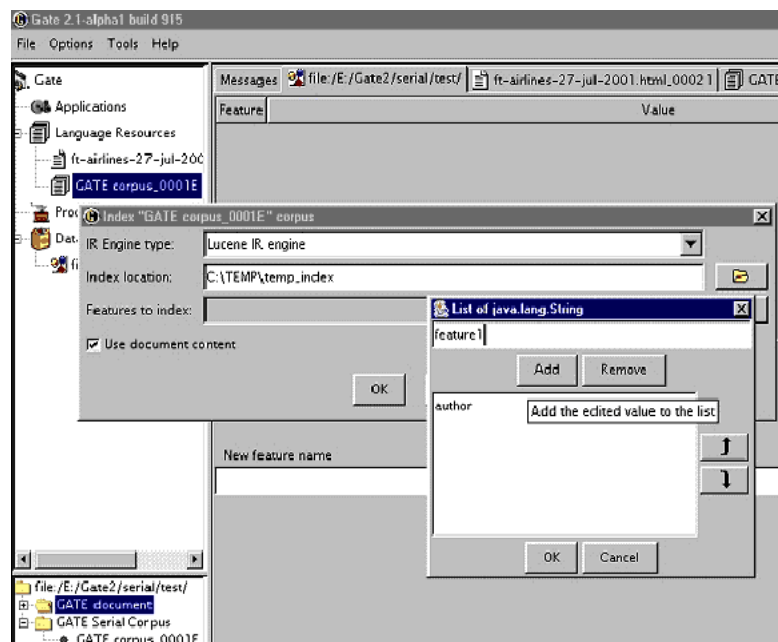 Gate 2.1-alpha1 build 915
File Options Tools Help
Gate
Applications
Language Resources
ft-airlines-27-jul-200
GATE corpus_0001E
Messages file:/E:/Gate2/serial/test/ ft-airlines-27-jul-2001.html_00021 GATE
Feature Value
Index "GATE corpus_0001E" corpus
IR Engine type: Lucene IR engine
Index location: C:\TEMP\temp_index
Features to index:
Use document content
OK
List of java.lang.String
feature1
Add Remove
author
Add the edited value to the list
OK Cancel
New feature name
file:/E:/Gate2/serial/test/
GATE document
GATE Serial Corpus
GATE corpus_0001E